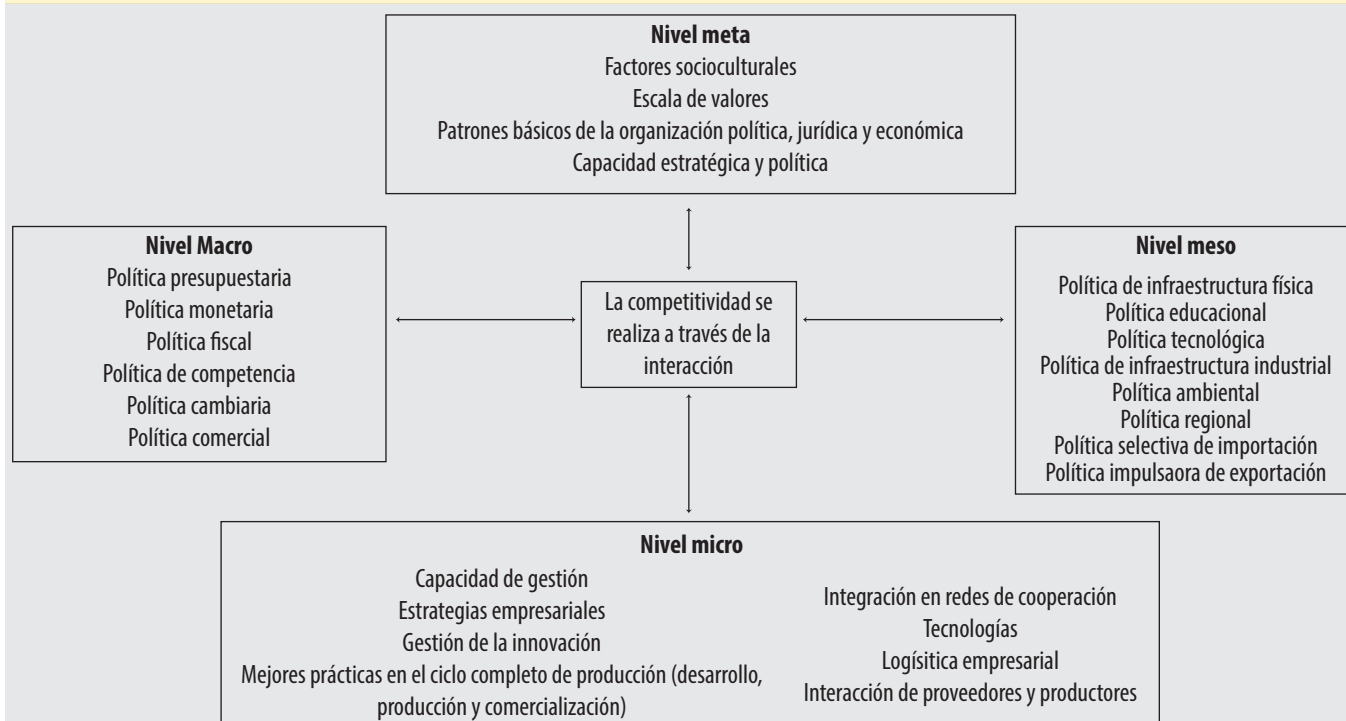 Nivel meta
Factores socioculturales
Escala de valores
Patrones básicos de la organización política, jurídica y económica
Capacidad estratégica y política
Nivel Macro
Política presupuestaria
Política monetaria
Política fiscal
Política de competencia
Política cambiaria
Política comercial
La competitividad se
realiza a través de la
interacción
Nivel meso
Política de infraestructura física
Política educacional
Política tecnológica
Política de infraestructura industrial
Política ambiental
Política regional
Política selectiva de importación
Política impulsaora de exportación
Nivel micro
Capacidad de gestión
Estrategias empresariales
Gestión de la innovación
Mejores prácticas en el ciclo completo de producción (desarrollo,
producción y comercialización)
Integración en redes de cooperación
Tecnologías
Logísitica empresarial
Interacción de proveedores y productores